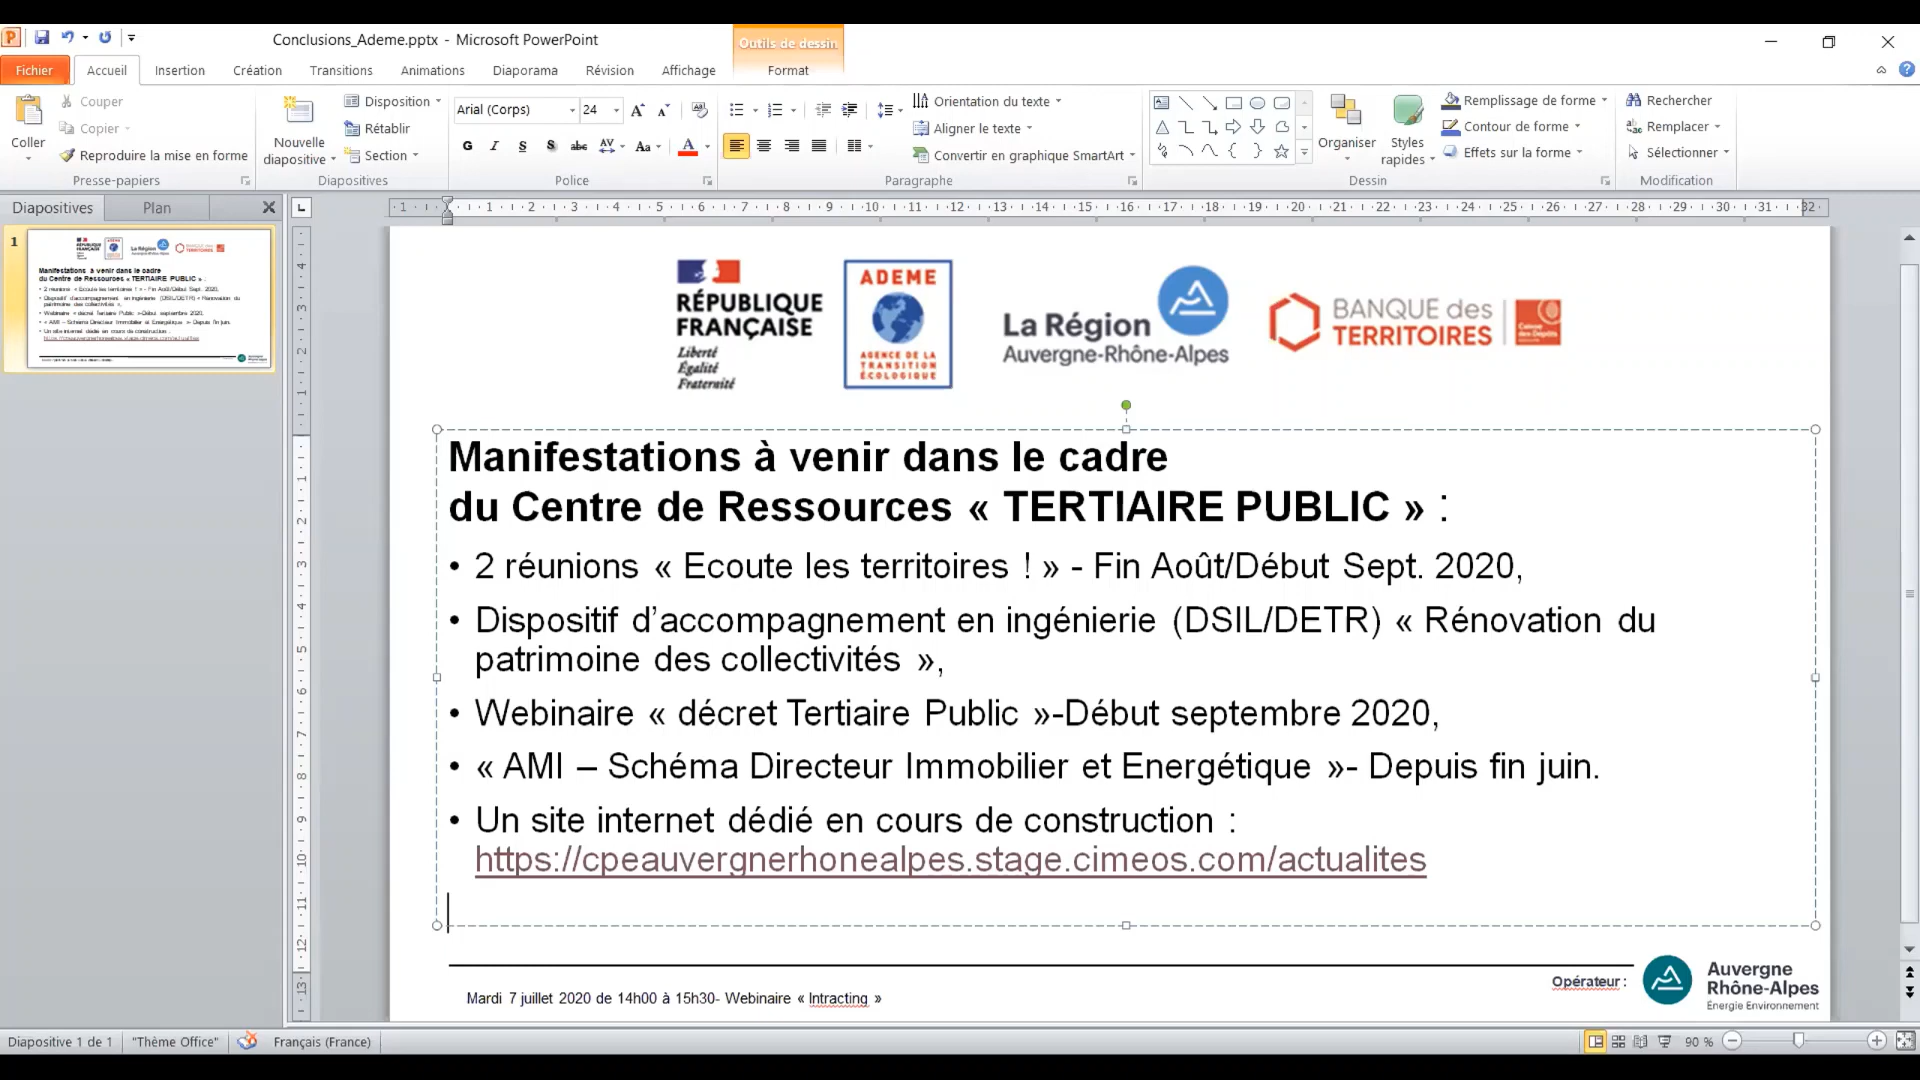 Conclusions_Ademe.pptx - Microsoft PowerPoint
Outils de dessin
Fichier
Accueil
Insertion
Création
Transitions
Animations
Diaporama
Révision
Affichage
Format
Coller
Couper
Copier
Reproduire la mise en forme
Presse-papiers
Nouvelle
diapositive
Disposition
Rétablir
Section
Diapositives
Arial (Corps)
24
G I S S abc AV Aa A
Police
Orientation du texte
Aligner le texte
Convertir en graphique SmartArt
Paragraphe
Organiser
Styles
rapides
Remplissage de forme
Contour de forme
Effets sur la forme
Dessin
Rechercher
Remplacer
Sélectionner
Modification
Diapositives
Plan
1
RÉPUBLIQUE
FRANÇAISE
Liberté
Égalité
Fraternité
ADEME
AGENCE DE LA
TRANSITION
ÉCOLOGIQUE
La Région
Auvergne-Rhône-Alpes
BANQUE des
TERRITOIRES
Manifestations à venir dans le cadre
du Centre de Ressources « TERTIAIRE PUBLIC » :
• 2 réunions « Ecoute les territoires ! » - Fin Août/Début Sept. 2020,
• Dispositif d’accompagnement en ingénierie (DSIL/DETR) « Rénovation du
patrimoine des collectivités »,
• Webinaire « décret Tertiaire Public »-Début septembre 2020,
• « AMI – Schéma Directeur Immobilier et Energétique »- Depuis fin juin.
• Un site internet dédié en cours de construction :
https://cpeauvergnerhonealpes.stage.cimeos.com/actualites
Mardi 7 juillet 2020 de 14h00 à 15h30- Webinaire « Intracting »
Opérateur :
Auvergne
Rhône-Alpes
Énergie Environnement
Diapositive 1 de 1
"Thème Office"
Français (France)
90 %